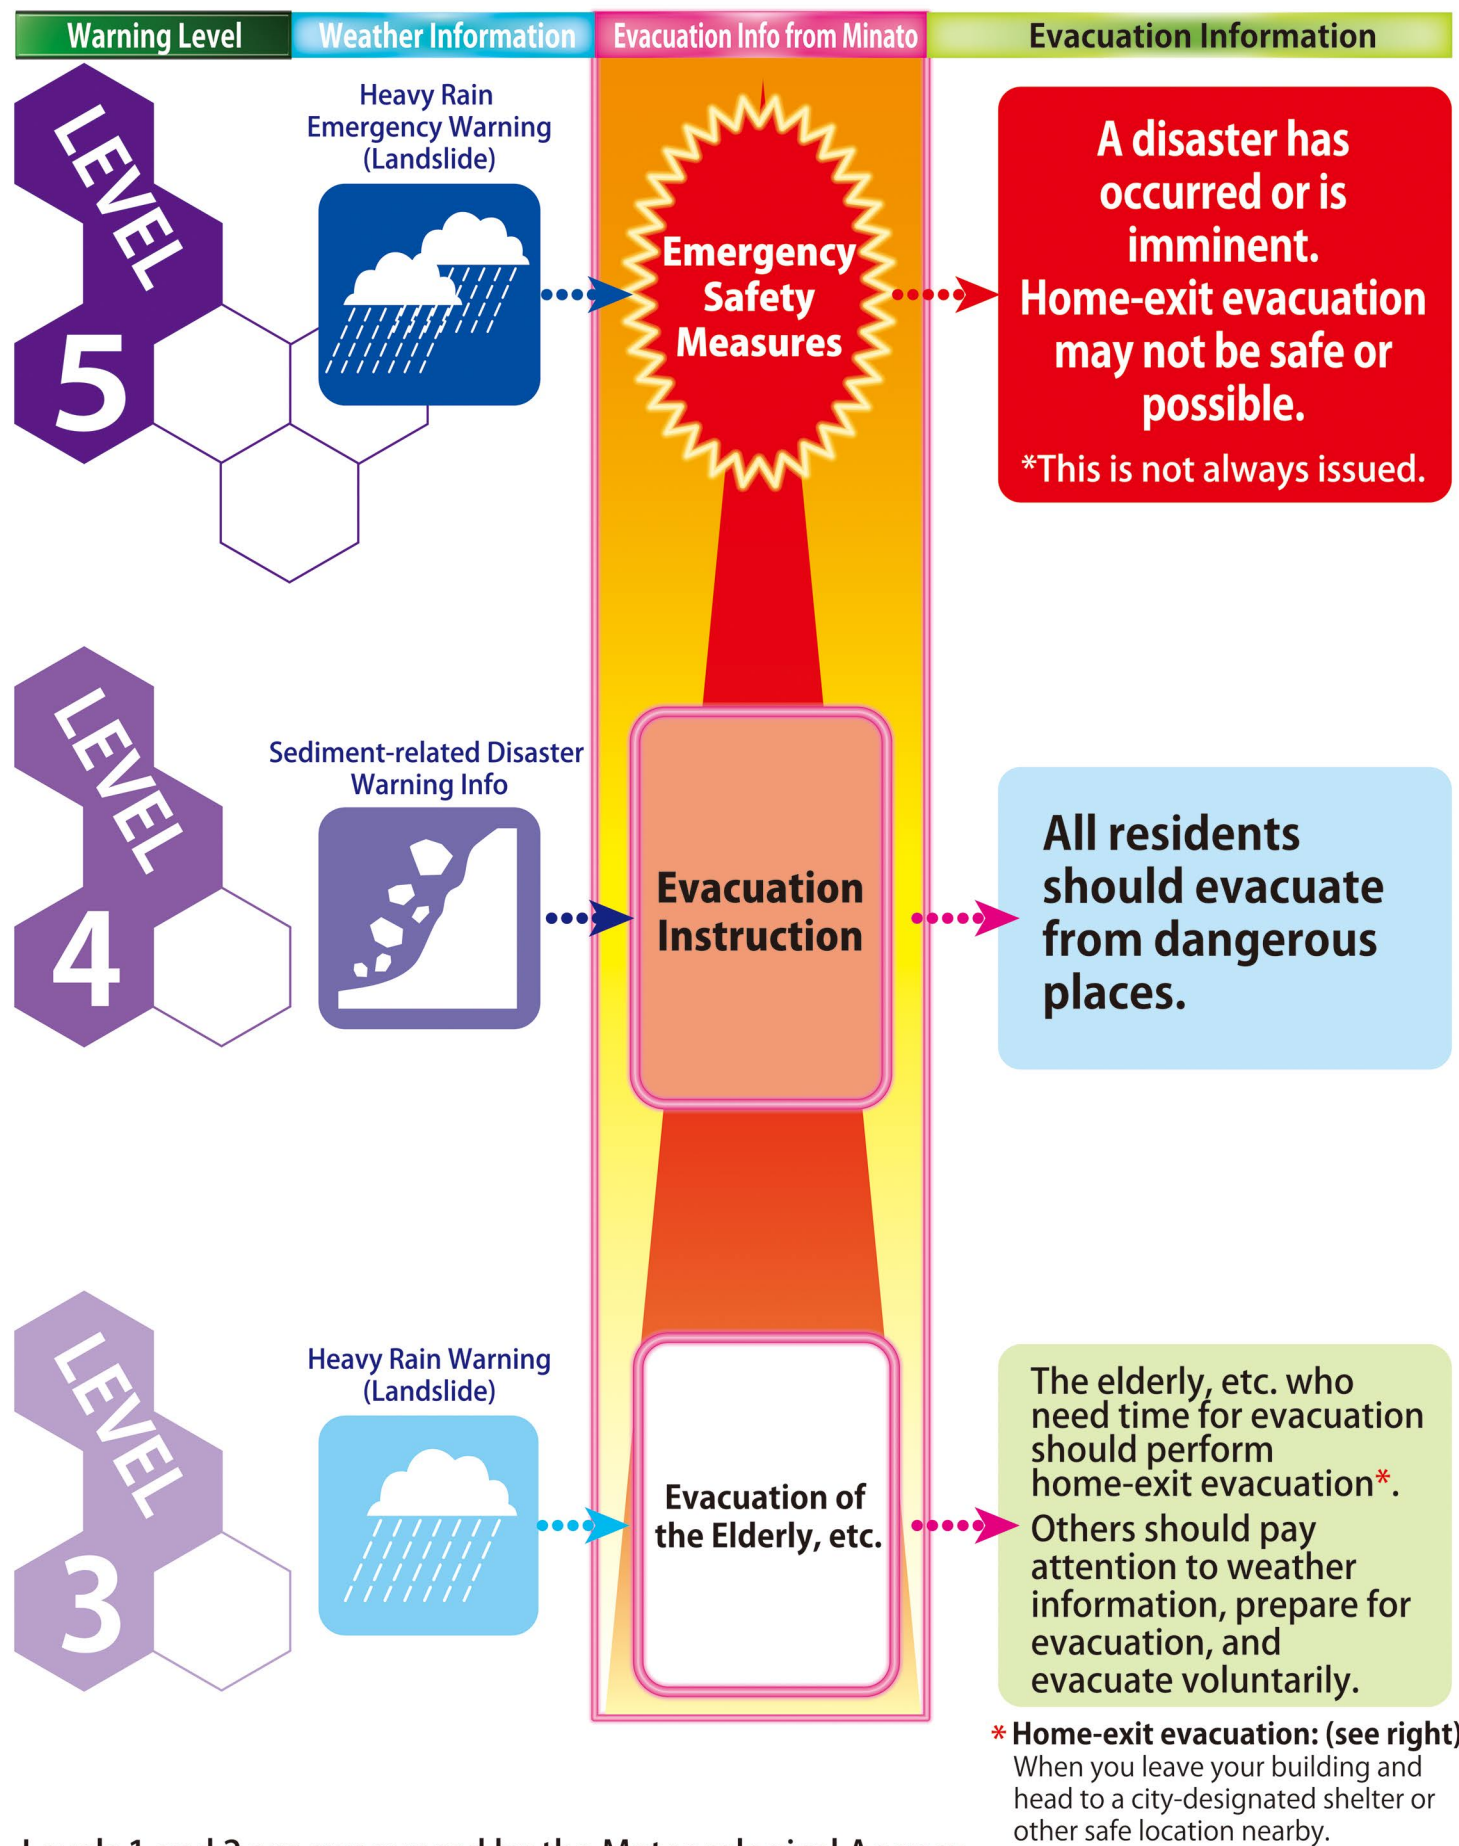 Warning Level
Weather Information
Evacuation Info from Minato
Evacuation Information
LEVEL
5
Heavy Rain
Emergency Warning
(Landslide)
Emergency
Safety
Measures
A disaster has
occurred or is
imminent.
Home-exit evacuation
may not be safe or
possible.
*This is not always issued.
LEVEL
4
Sediment-related Disaster
Warning Info
Evacuation
Instruction
All residents
should evacuate
from dangerous
places.
LEVEL
3
Heavy Rain Warning
(Landslide)
Evacuation of
the Elderly, etc.
The elderly, etc. who
need time for evacuation
should perform
home-exit evacuation*.
Others should pay
attention to weather
information, prepare for
evacuation, and
evacuate voluntarily.
* Home-exit evacuation: (see right)
When you leave your building and
head to a city-designated shelter or
other safe location nearby.